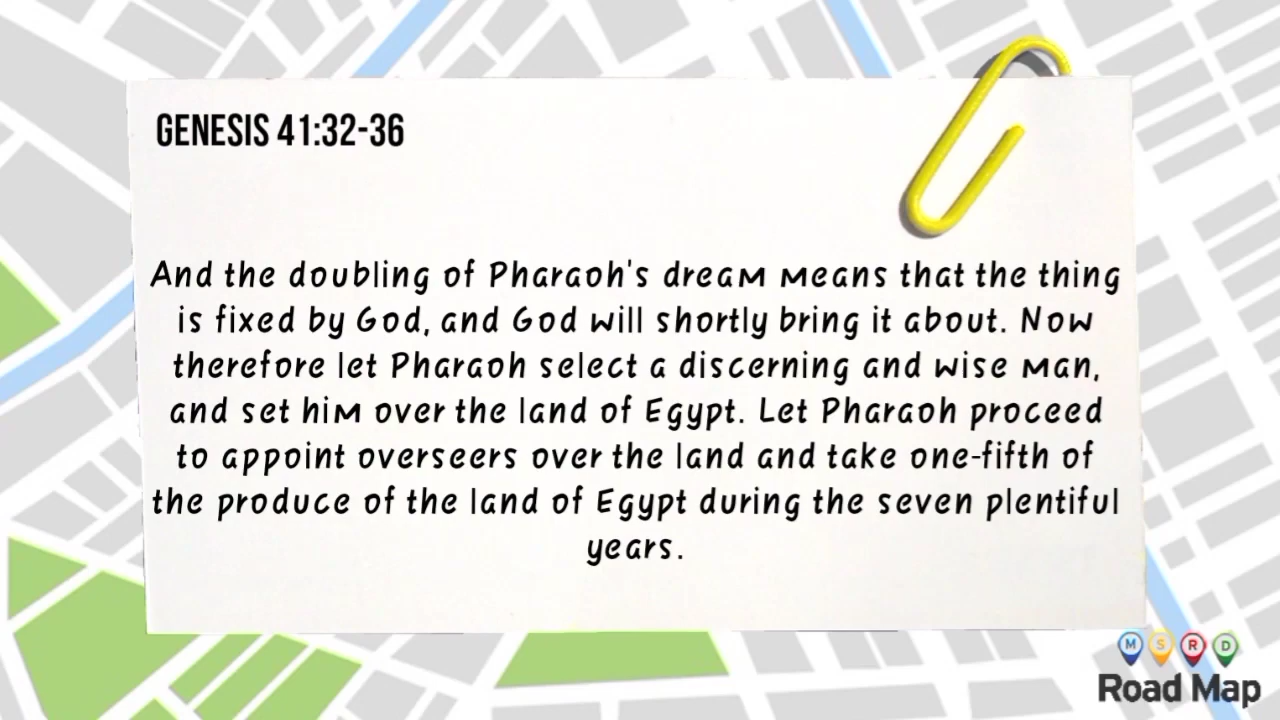 GENESIS 41:32-36
And the doubling of Pharaoh's dream means that the thing
is fixed by God, and God will shortly bring it about. Now
therefore let Pharaoh select a discerning and wise man,
and set him over the land of Egypt. Let Pharaoh proceed
to appoint overseers over the land and take one-fifth of
the produce of the land of Egypt during the seven plentiful
years.
M S R D
Road Map